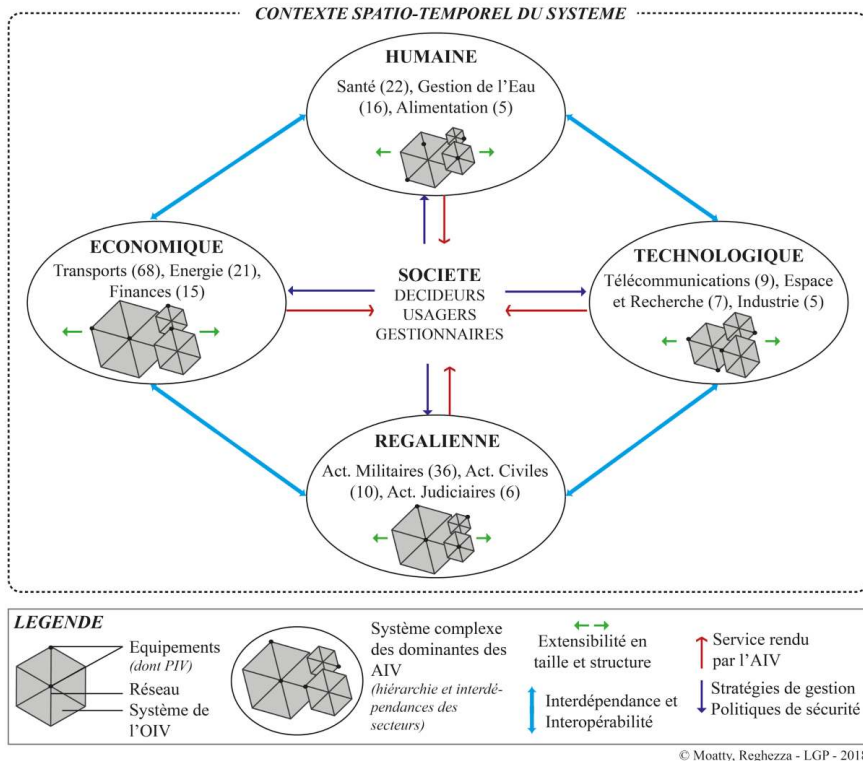 CONTEXTE SPATIO-TEMPOREL DU SYSTEME
HUMAINE
Santé (22), Gestion de l'Eau
(16), Alimentation (5)
ECONOMIQUE
Transports (68), Energie (21),
Finances (15)
SOCIETE
DECIDEURS
USAGERS
GESTIONNAIRES
TECHNOLOGIQUE
Télécommunications (9), Espace
et Recherche (7), Industrie (5)
REGALIENNE
Act. Militaires (36), Act. Civiles
(10), Act. Judiciaires (6)
LEGENDE
Equipements
(dont PIV)
Réseau
Système de
l'OIV
Système complexe
des dominantes des
AIV
(hiérarchie et interdé-
pendances des
secteurs)
Extensibilité en
taille et structure
Interdépendance et
Interopérabilité
Service rendu
par l'AIV
Stratégies de gestion
Politiques de sécurité
© Moatty, Reghezza - LGP - 2018